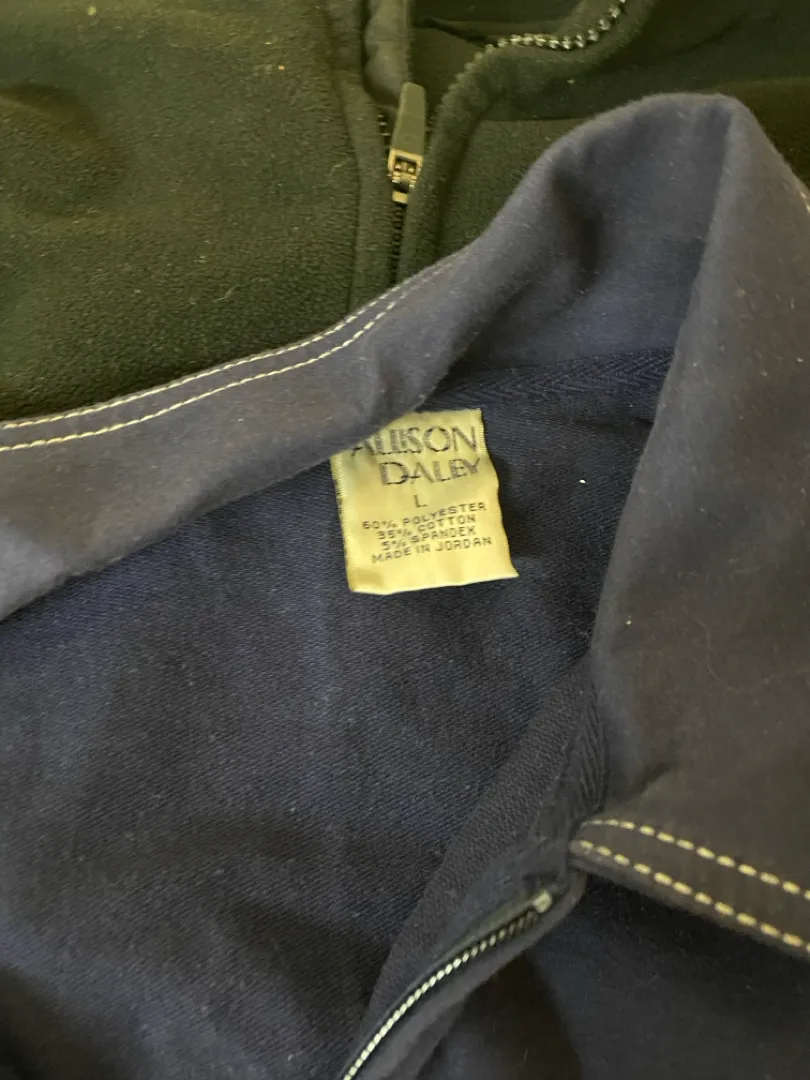 ALLISON
DALEY
L
60% POLYESTER
35% COTTON
5% SPANDEX
MADE IN JORDAN